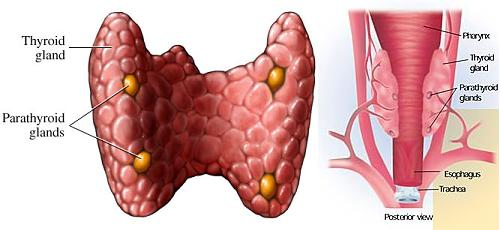 Thyroid
gland
Parathyroid
glands
Pharynx
Thyroid
gland
Parathyroid
glands
Esophagus
Trachea
Posterior view